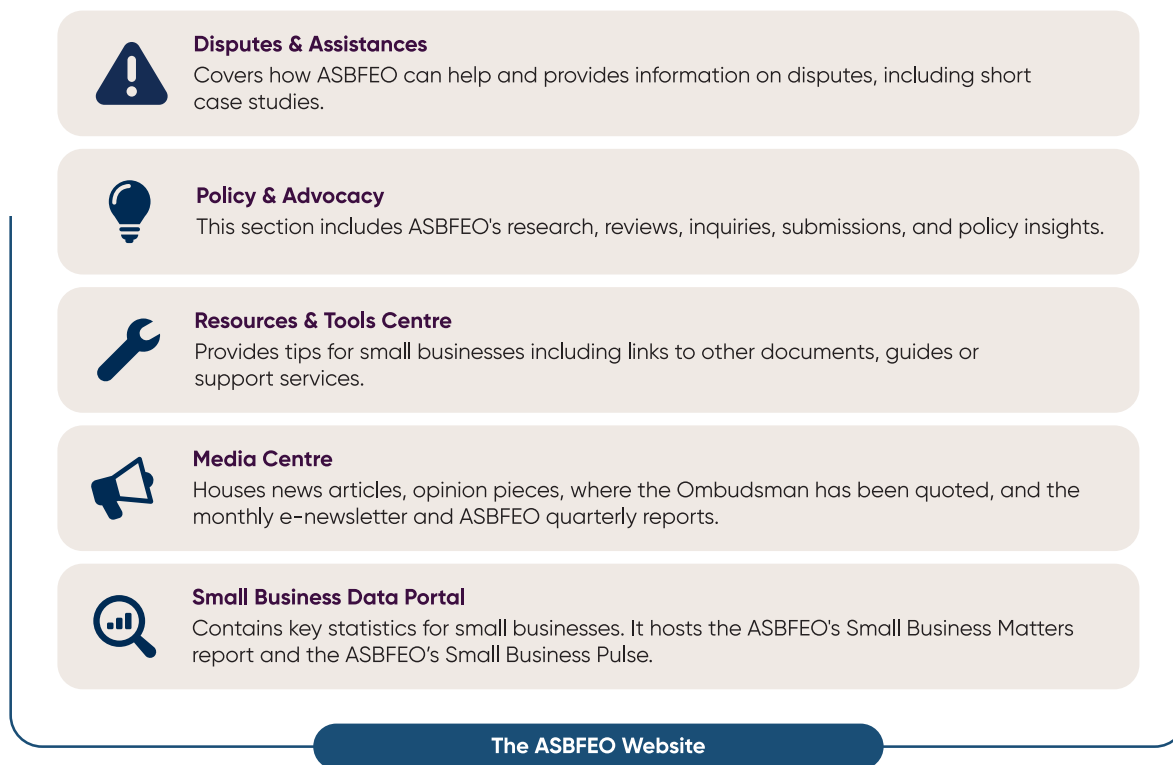 Disputes & Assistances
Covers how ASBFEO can help and provides information on disputes, including short
case studies.
Policy & Advocacy
This section includes ASBFEO's research, reviews, inquiries, submissions, and policy insights.
Resources & Tools Centre
Provides tips for small businesses including links to other documents, guides or
support services.
Media Centre
Houses news articles, opinion pieces, where the Ombudsman has been quoted, and the
monthly e-newsletter and ASBFEO quarterly reports.
Small Business Data Portal
Contains key statistics for small businesses. It hosts the ASBFEO's Small Business Matters
report and the ASBFEO’s Small Business Pulse.
The ASBFEO Website